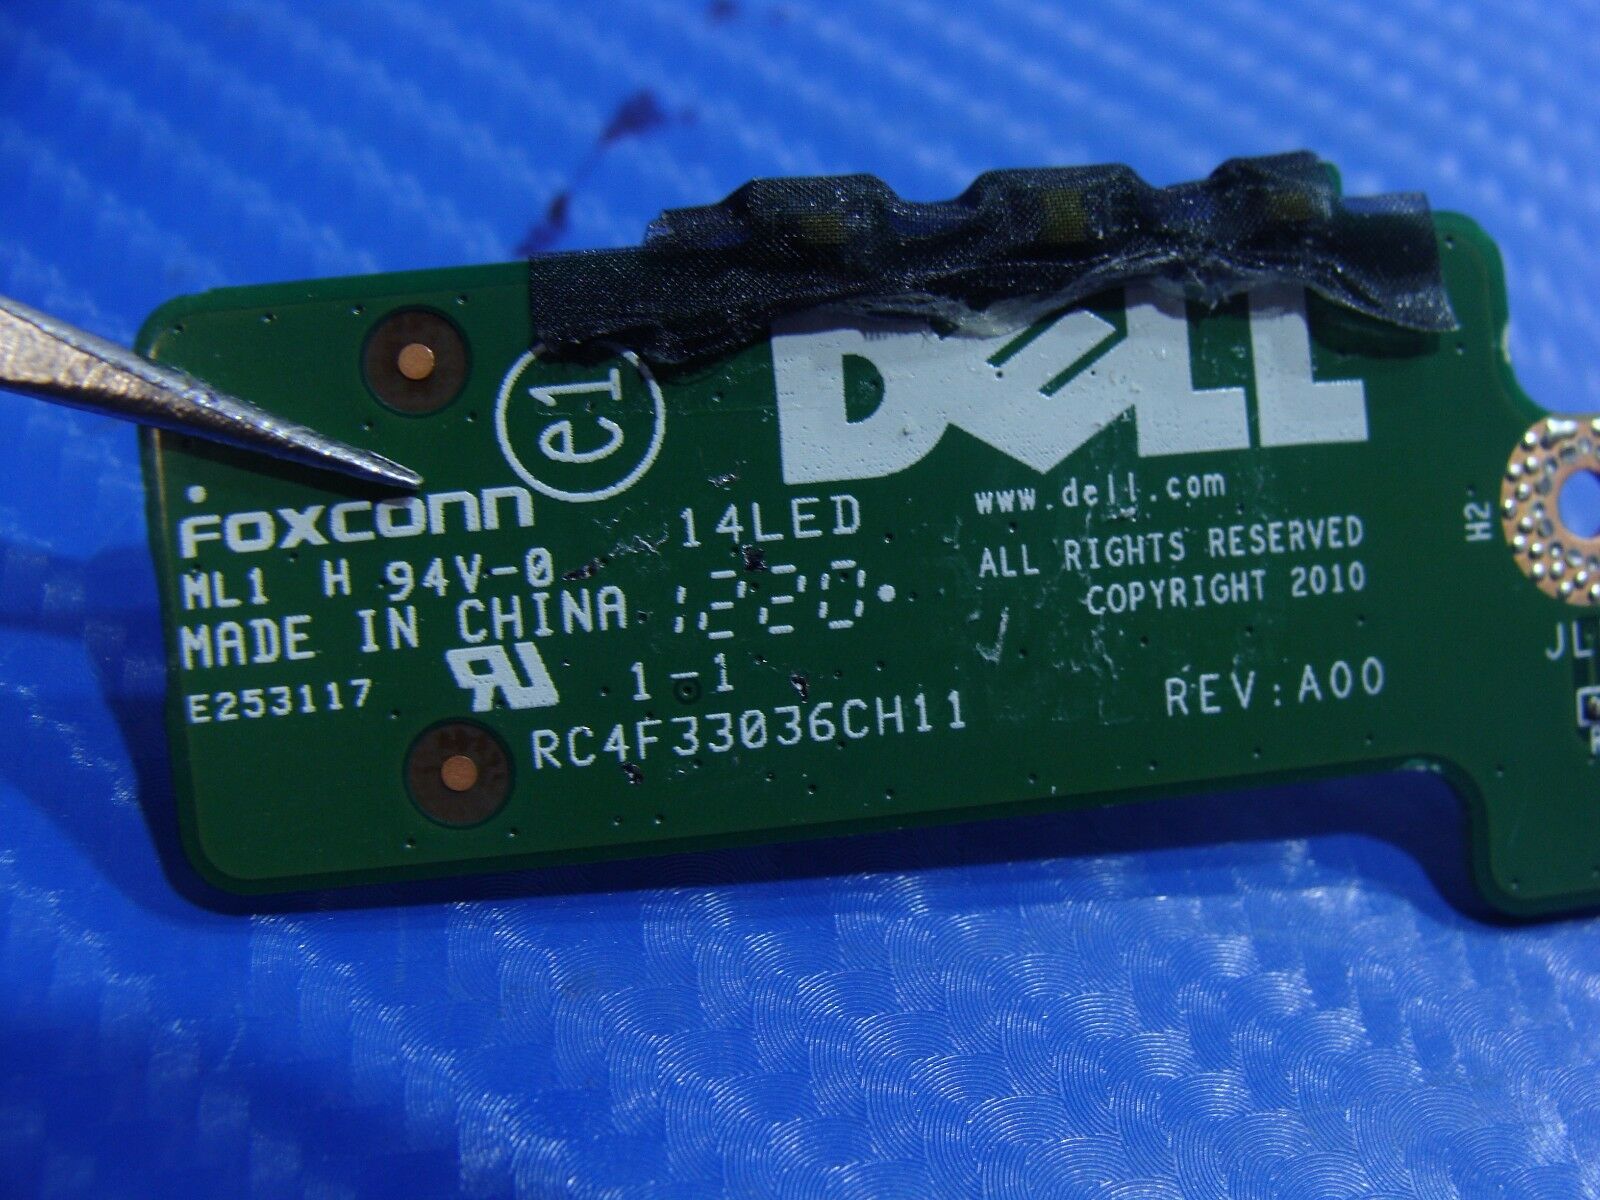 DELL
e1
FOXCONN
14LED
www.dell.com
ML1 H 94V-0
ALL RIGHTS RESERVED
MADE IN CHINA
1220
COPYRIGHT 2010
E253117
1-1
RC4F33036CH11
REV:A00
H2
JL